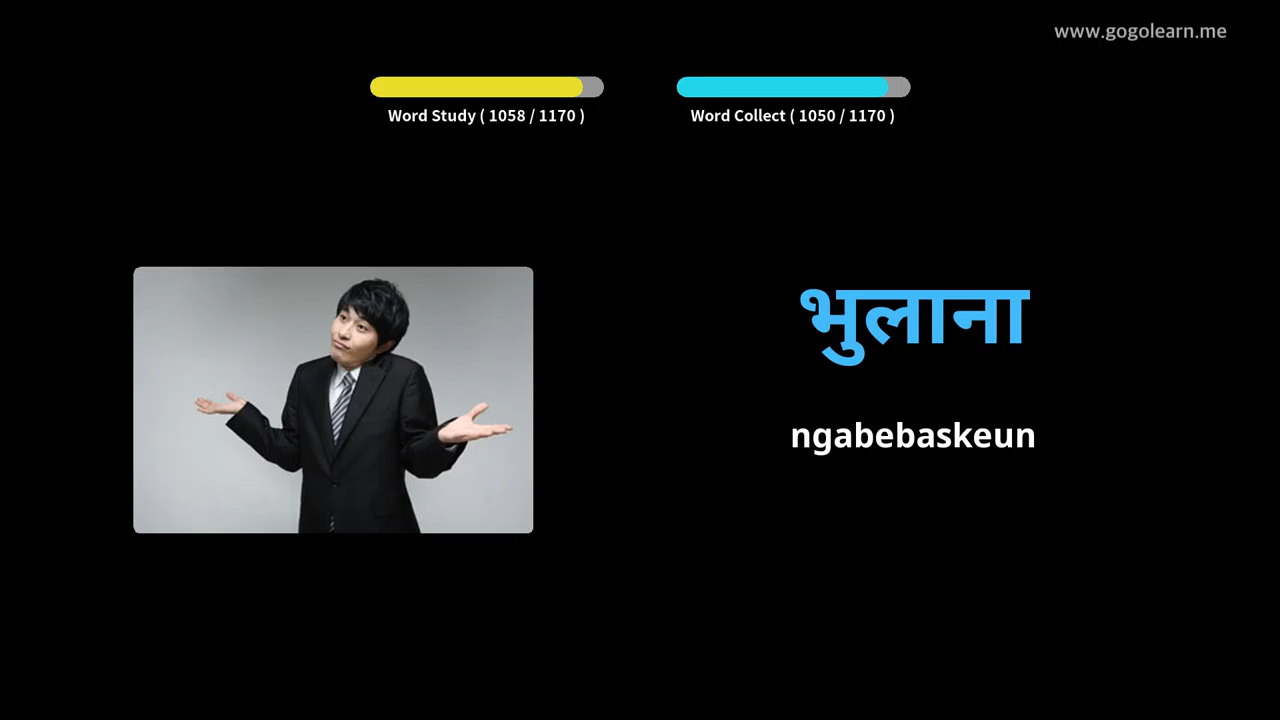 www.gogolearn.me
Word Study ( 1058 / 1170 )
Word Collect ( 1050 / 1170 )
भुलाना
ngabebaskeun